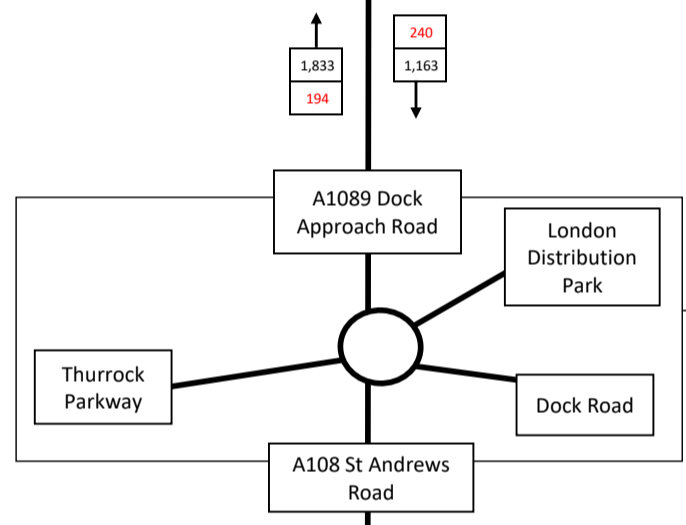 240
1,833
1,163
194
A1089 Dock
Approach Road
London
Distribution
Park
Thurrock
Parkway
Dock Road
A108 St Andrews
Road